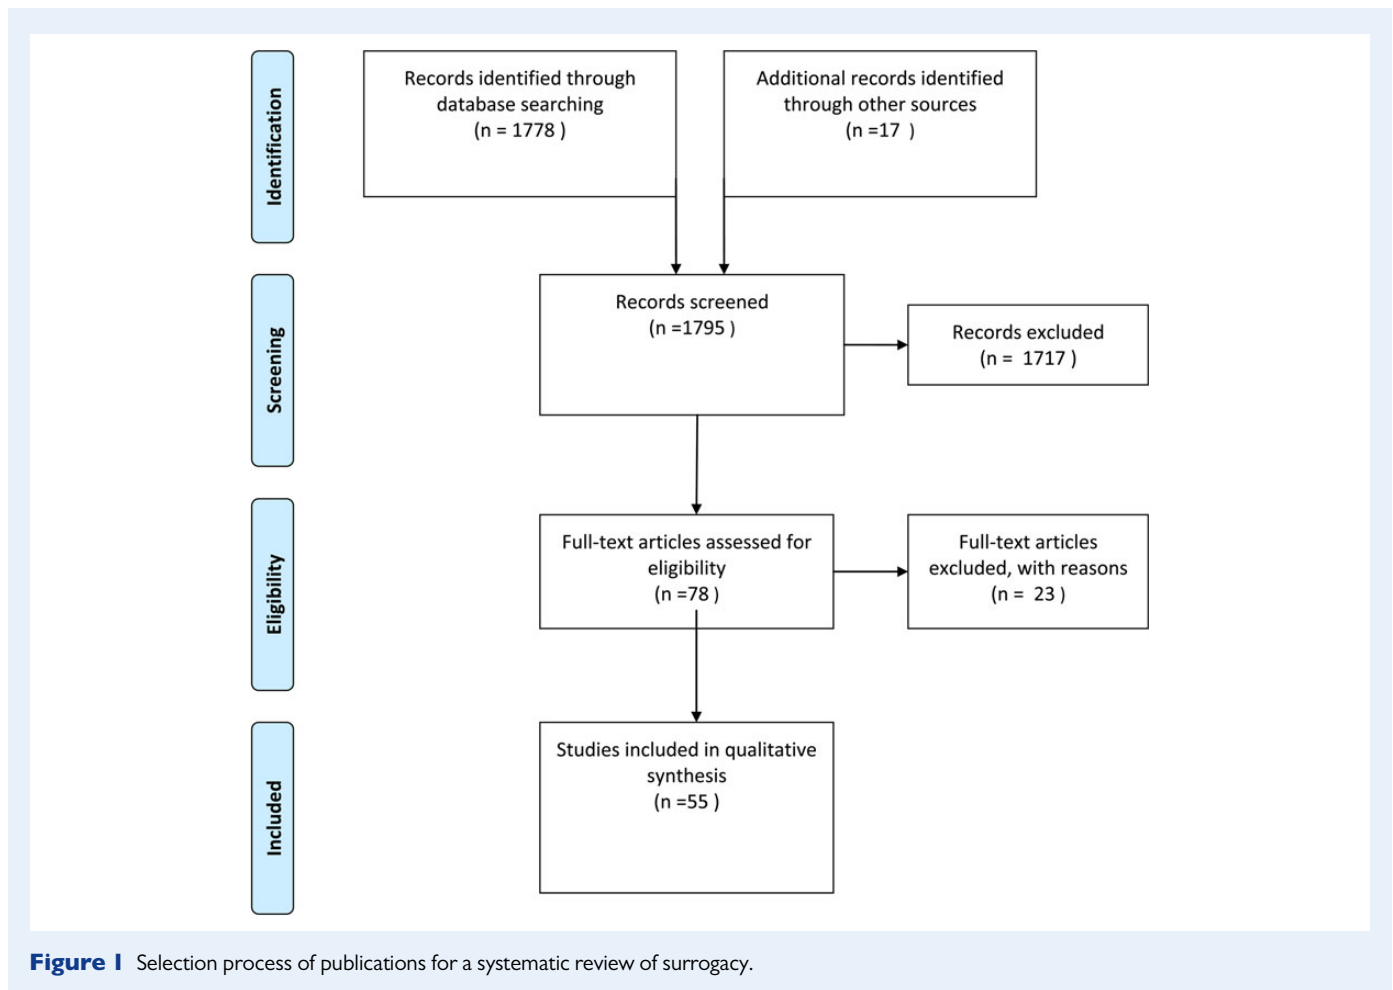 Identification
Records identified through
database searching
(n = 1778 )
Additional records identified
through other sources
(n =17 )
Screening
Records screened
(n =1795 )
Records excluded
(n = 1717 )
Eligibility
Full-text articles assessed for
eligibility
(n =78 )
Full-text articles
excluded, with reasons
(n = 23 )
Included
Studies included in qualitative
synthesis
(n =55 )
Figure 1 Selection process of publications for a systematic review of surrogacy.